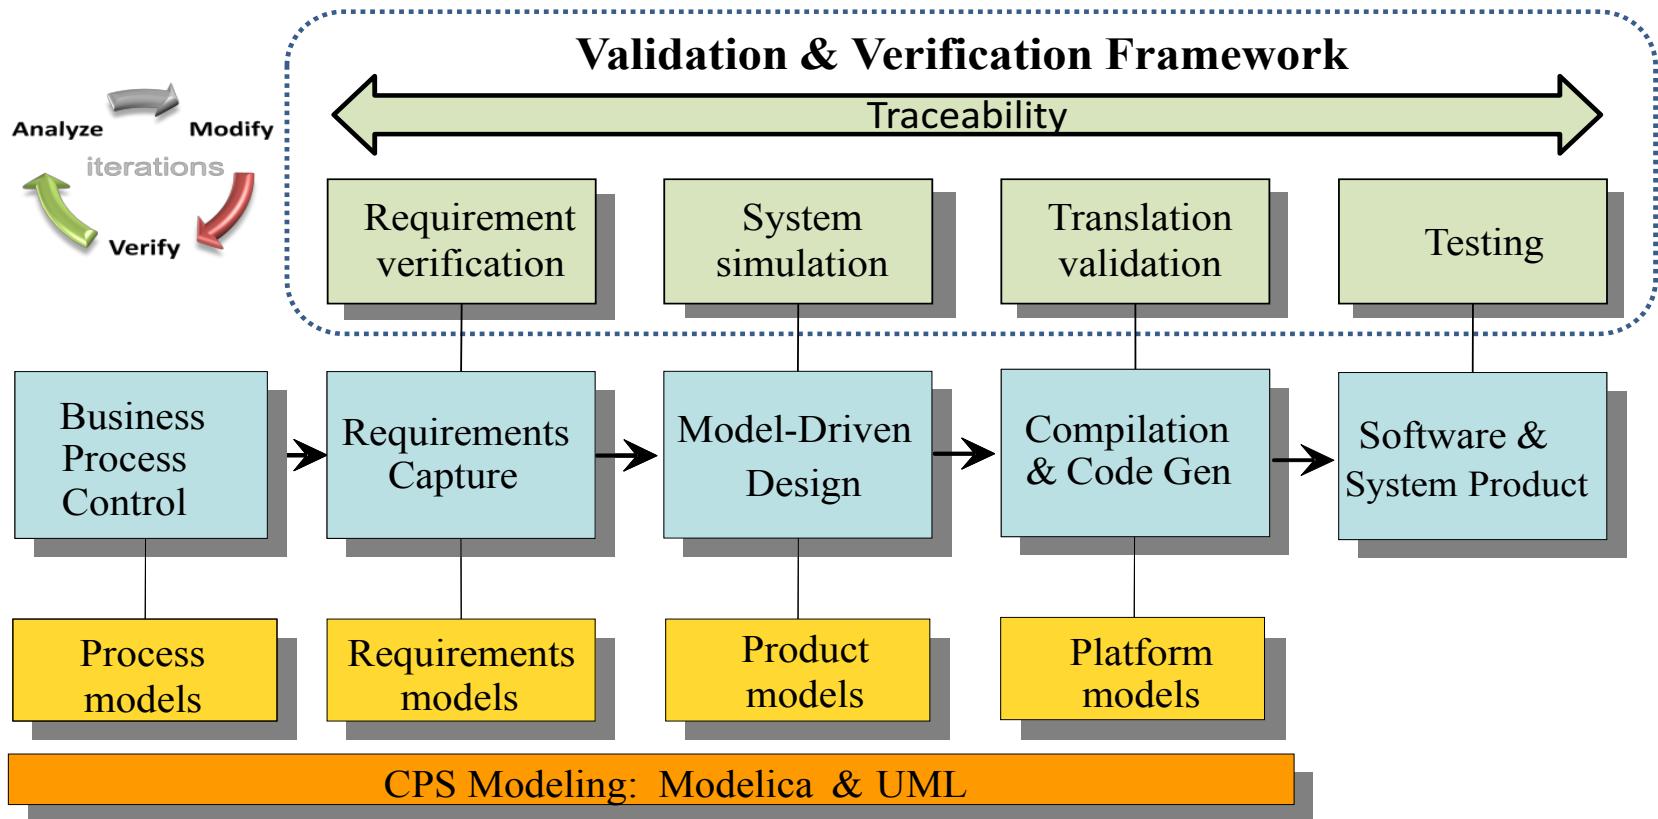 Validation & Verification Framework
Traceability
Analyze
Modify
iterations
Verify
Requirement
verification
System
simulation
Translation
validation
Testing
Business
Process
Control
Requirements
Capture
Model-Driven
Design
Compilation
& Code Gen
Software &
System Product
Process
models
Requirements
models
Product
models
Platform
models
CPS Modeling: Modelica & UML